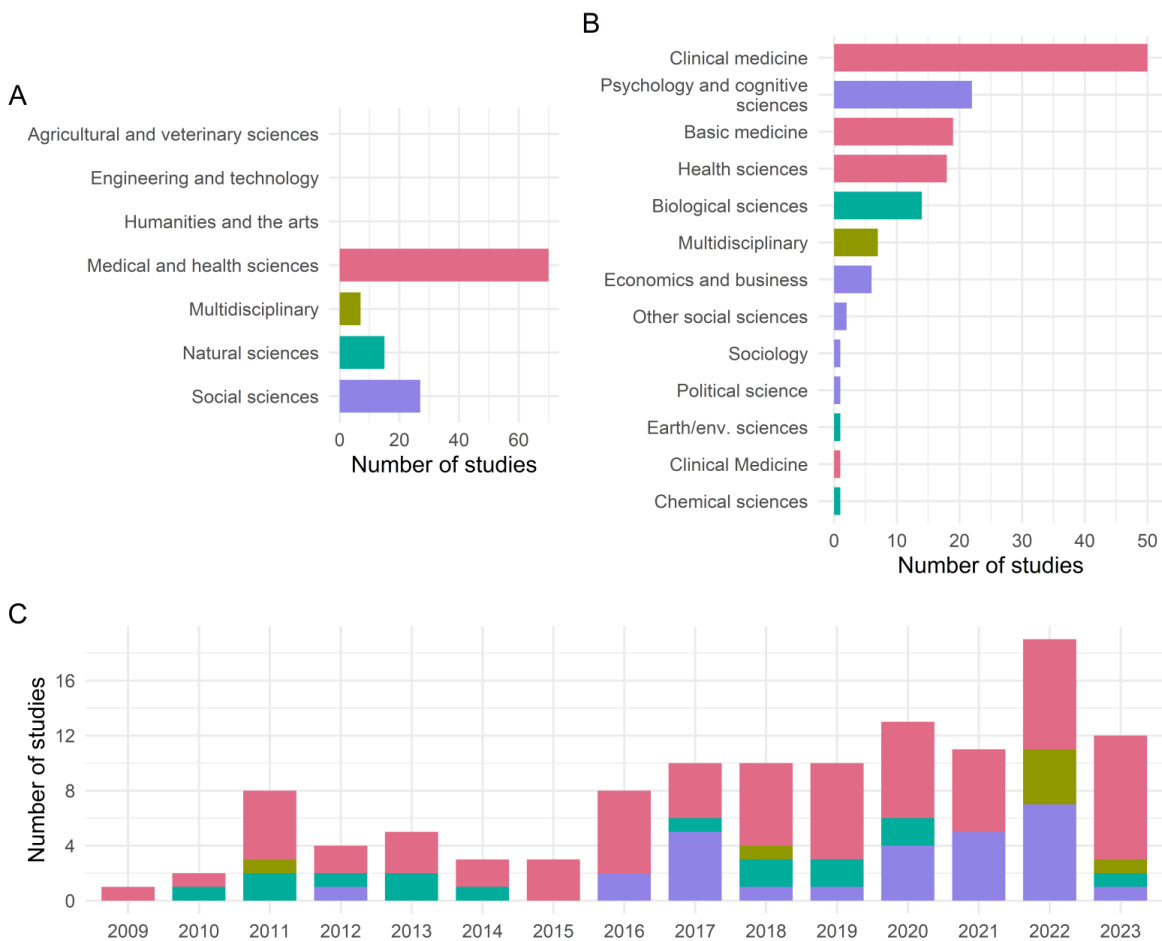 A
Agricultural and veterinary sciences
Engineering and technology
Humanities and the arts
Medical and health sciences
Multidisciplinary
Natural sciences
Social sciences
0 20 40 60
Number of studies
B
Clinical medicine
Psychology and cognitive
sciences
Basic medicine
Health sciences
Biological sciences
Multidisciplinary
Economics and business
Other social sciences
Sociology
Political science
Earth/env. sciences
Clinical Medicine
Chemical sciences
0 10 20 30 40 50
Number of studies
C
Number of studies
16
12
8
4
0
2009 2010 2011 2012 2013 2014 2015 2016 2017 2018 2019 2020 2021 2022 2023